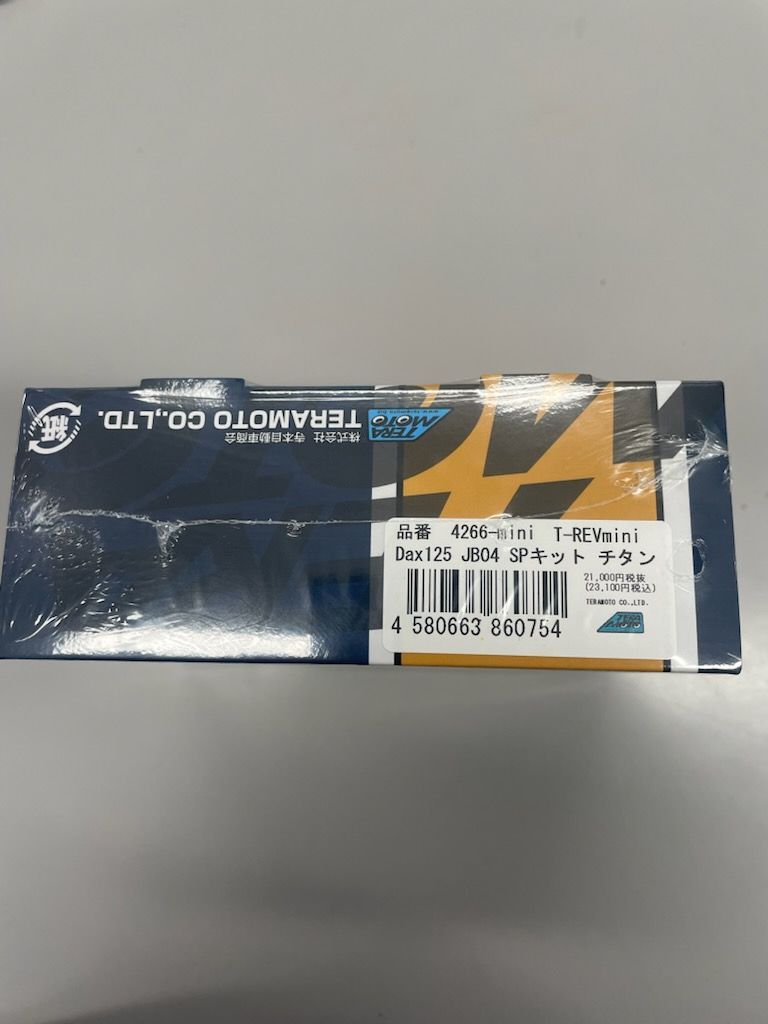 TERAMOTO CO.,LTD.
株式会社 寺本自動車商会
TERA
MOTO
品番 4266-mini T-REVmini
Dax125 JB04 SPキット チタン
21,000円税抜
(23,100円税込)
TERAMOTO CO.,LTD.
TERA
MOTO
4 580663 860754